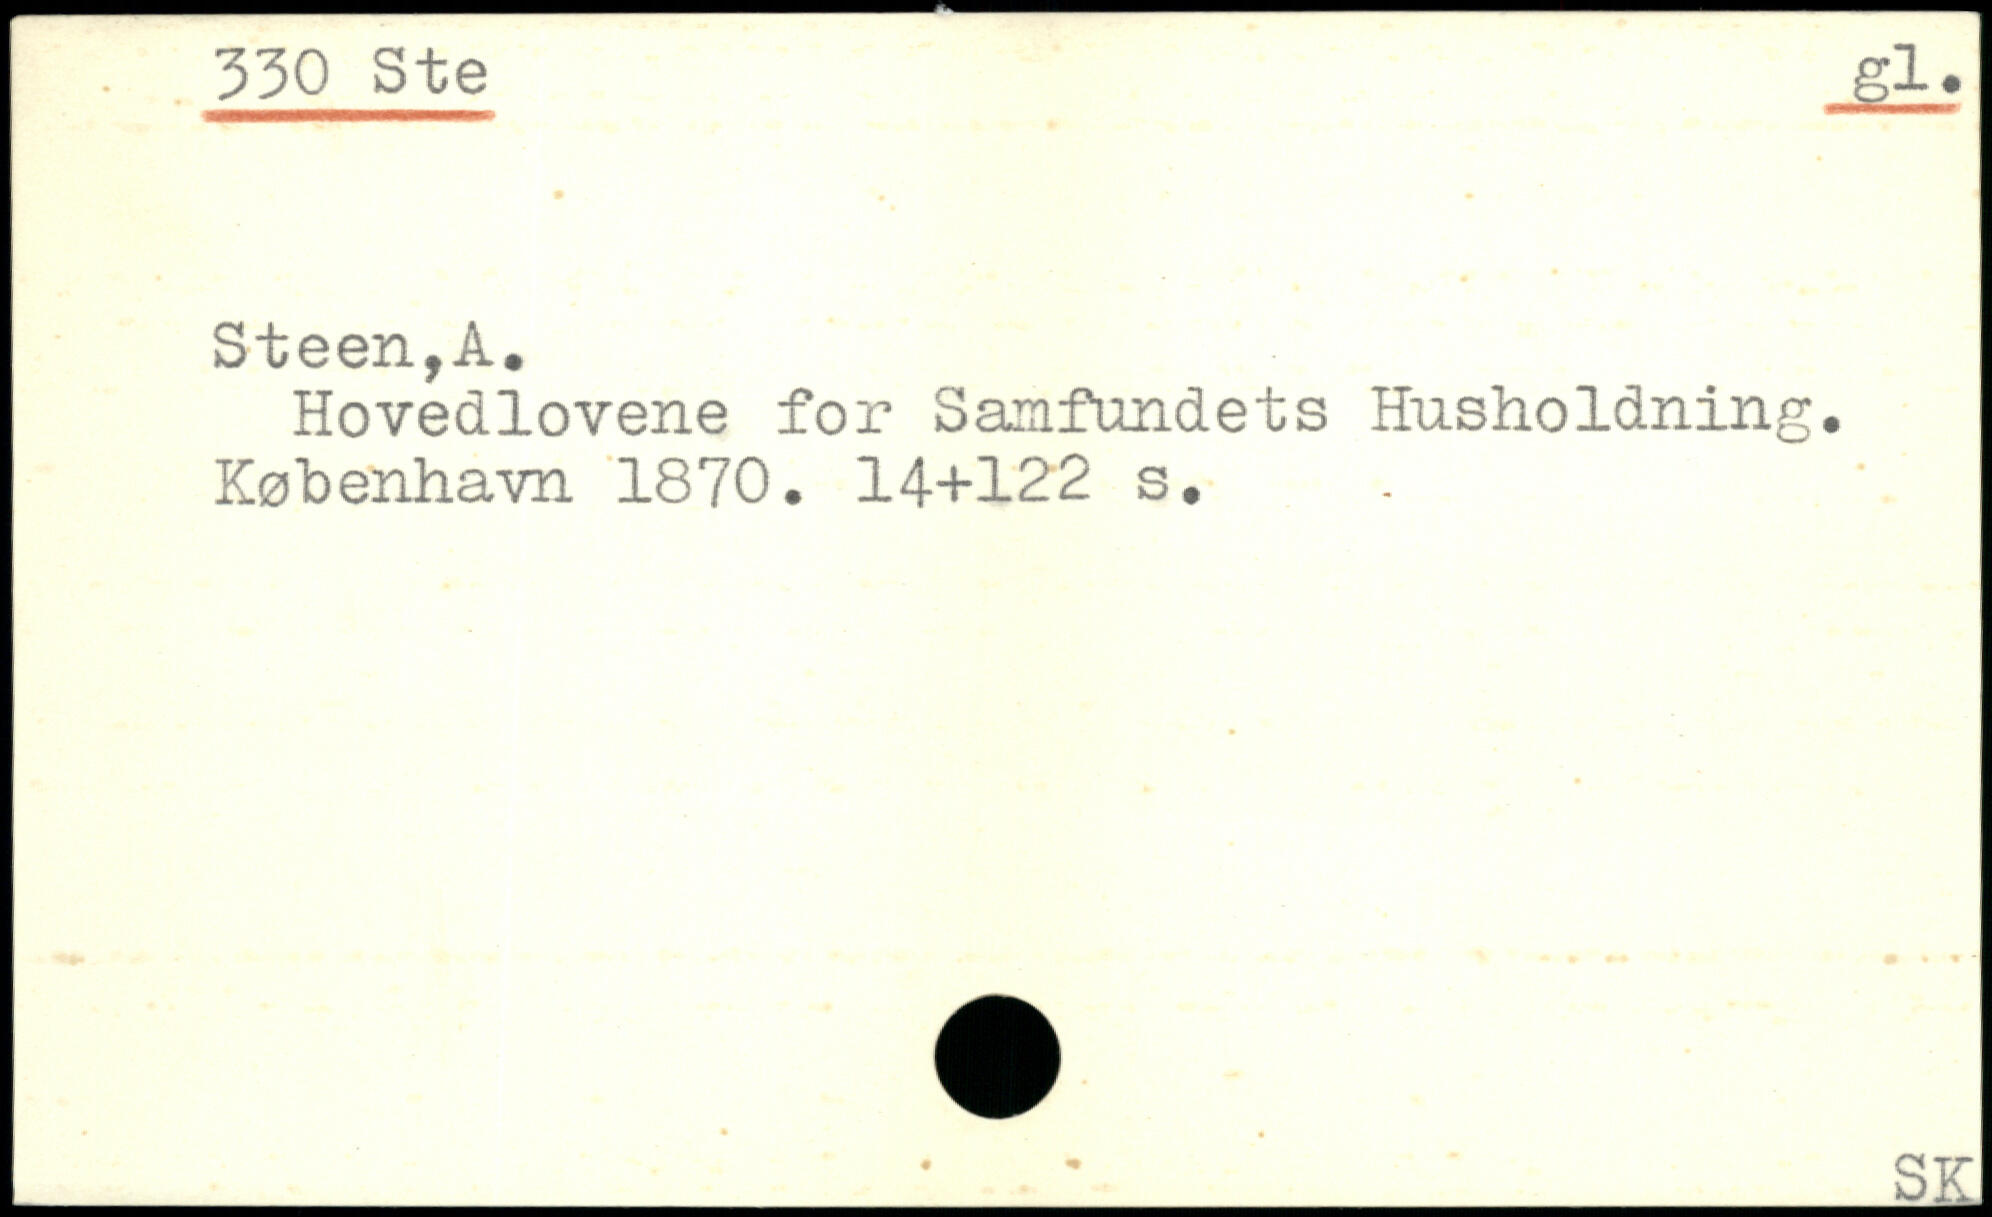 330 Ste gl.
Steen,A.
Hovedlovene for Samfundets Husholdning.
København 1870. 14+122 s.
SK